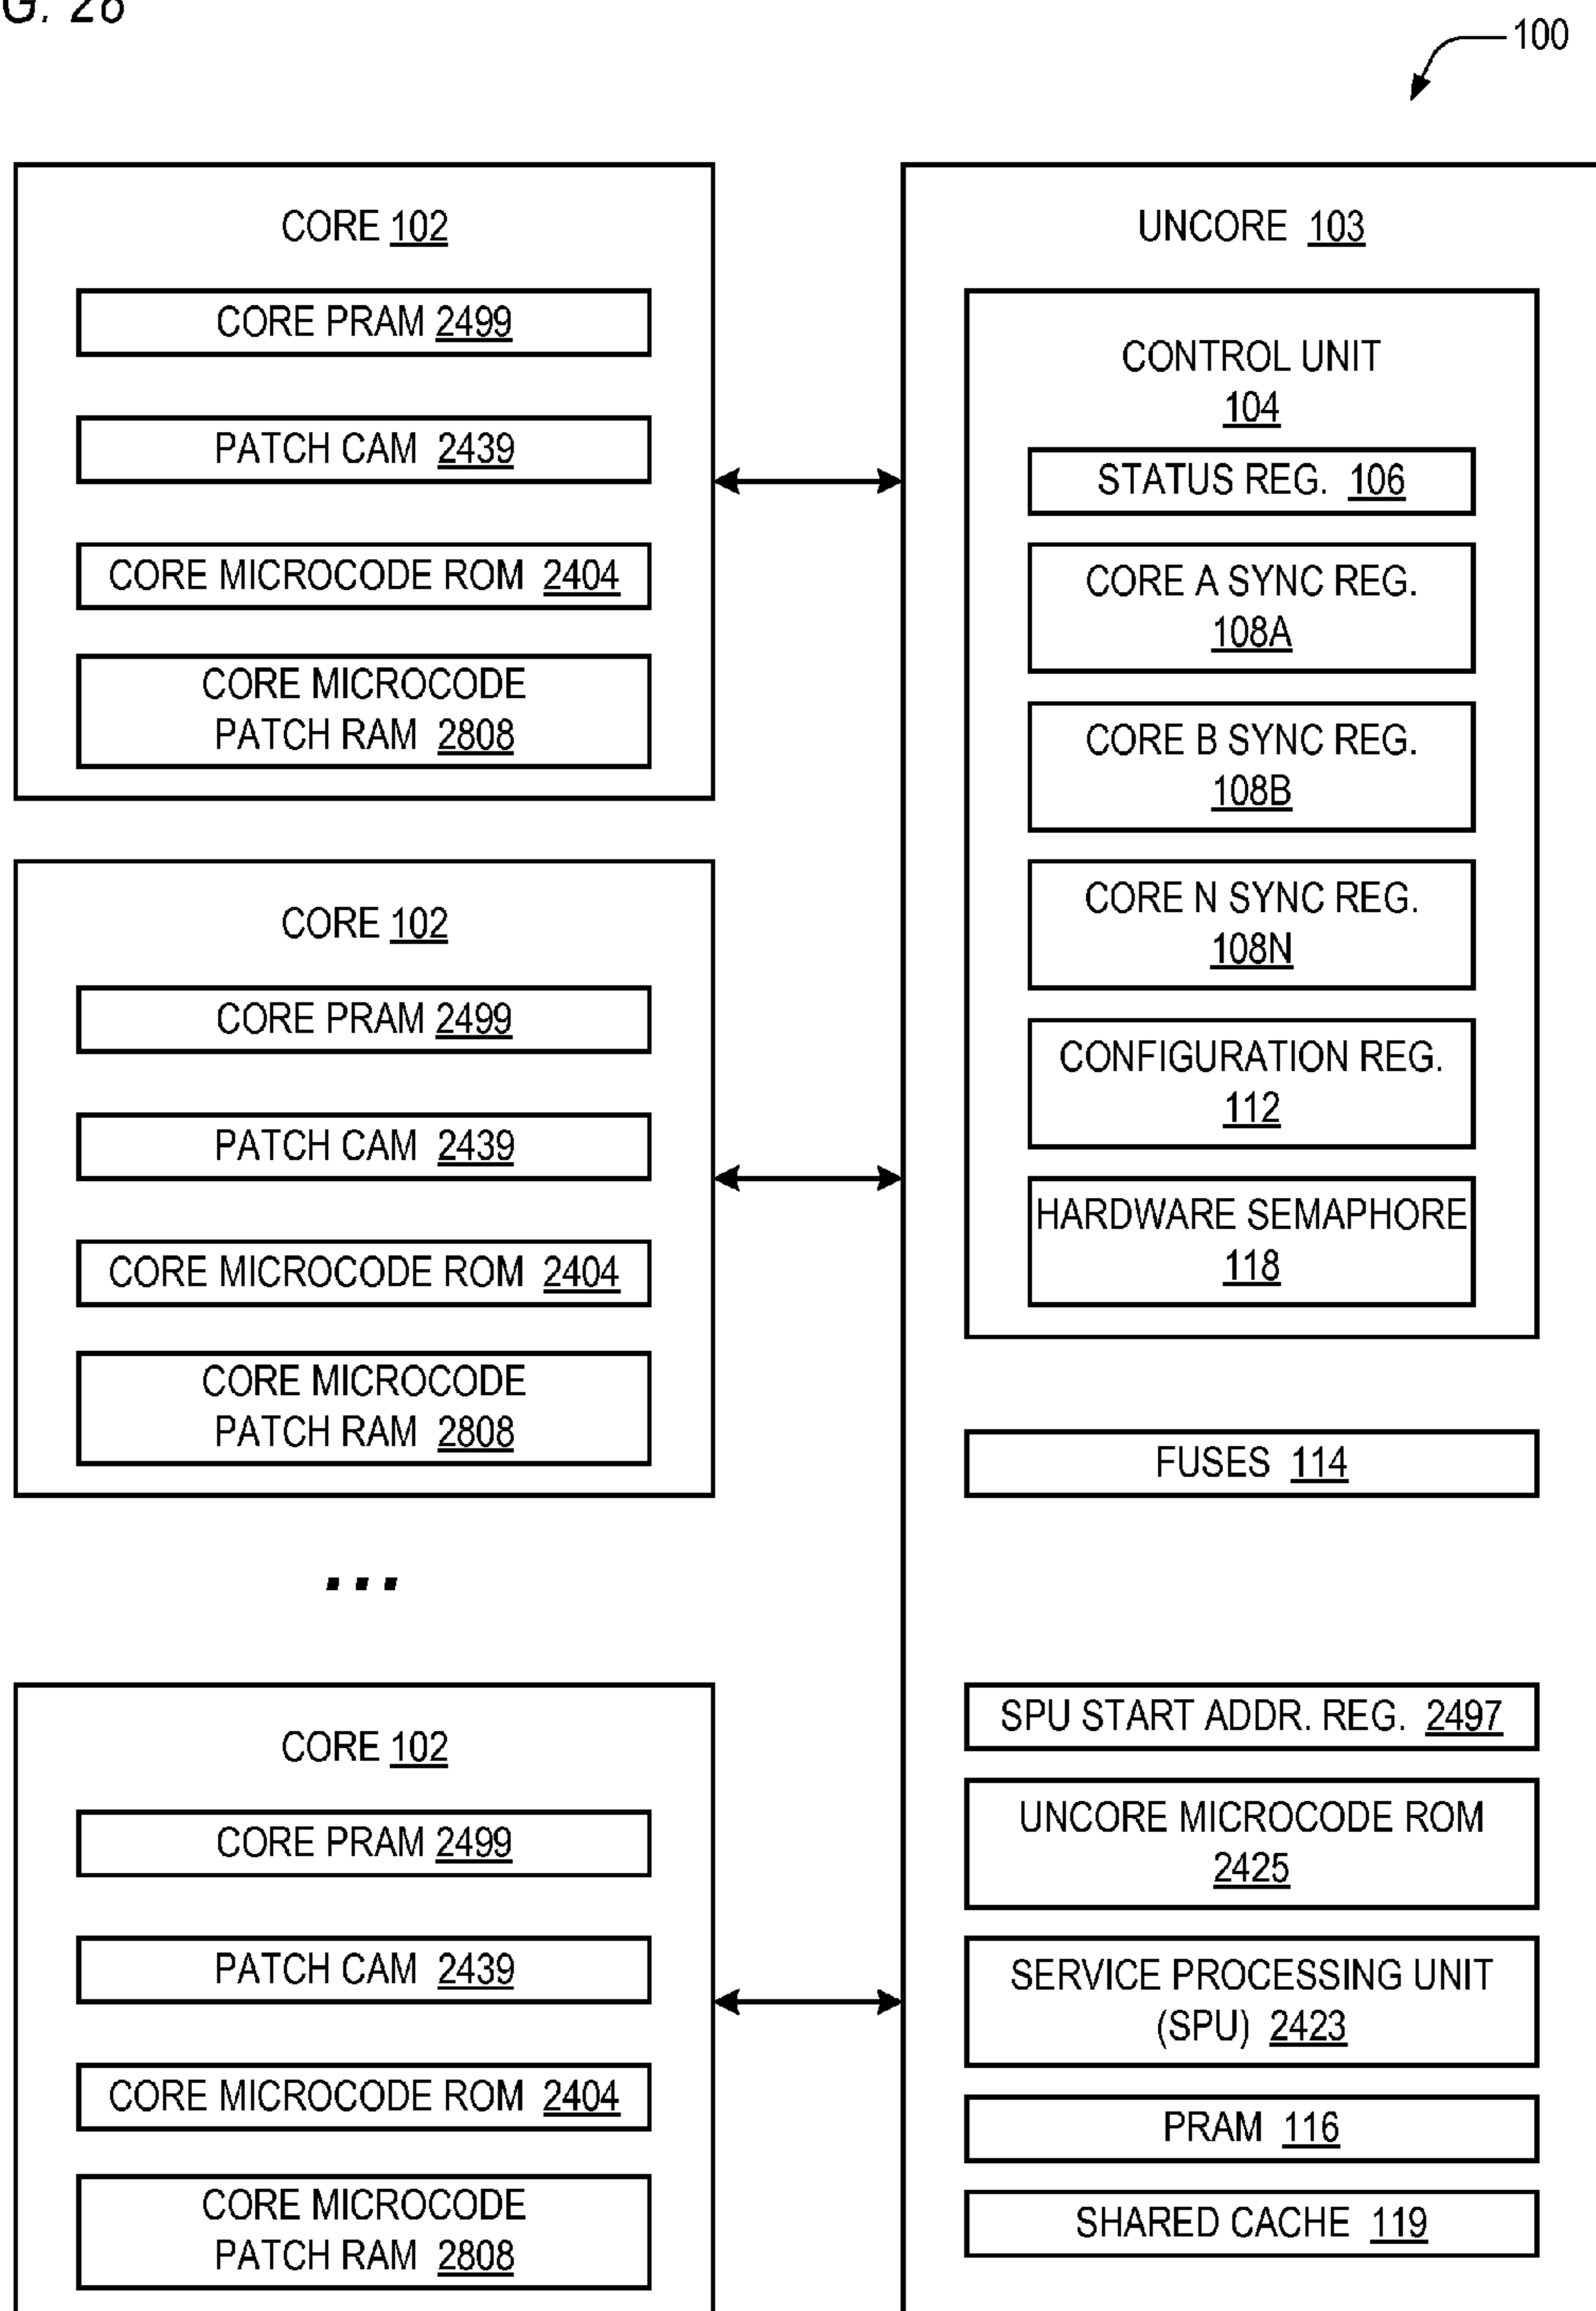 G. 28
100
CORE 102
CORE PRAM 2499
PATCH CAM 2439
CORE MICROCODE ROM 2404
CORE MICROCODE
PATCH RAM 2808
CORE 102
CORE PRAM 2499
PATCH CAM 2439
CORE MICROCODE ROM 2404
CORE MICROCODE
PATCH RAM 2808
...
CORE 102
CORE PRAM 2499
PATCH CAM 2439
CORE MICROCODE ROM 2404
CORE MICROCODE
PATCH RAM 2808
UNCORE 103
CONTROL UNIT
104
STATUS REG. 106
CORE A SYNC REG.
108A
CORE B SYNC REG.
108B
CORE N SYNC REG.
108N
CONFIGURATION REG.
112
HARDWARE SEMAPHORE
118
FUSES 114
SPU START ADDR. REG. 2497
UNCORE MICROCODE ROM
2425
SERVICE PROCESSING UNIT
(SPU) 2423
PRAM 116
SHARED CACHE 119